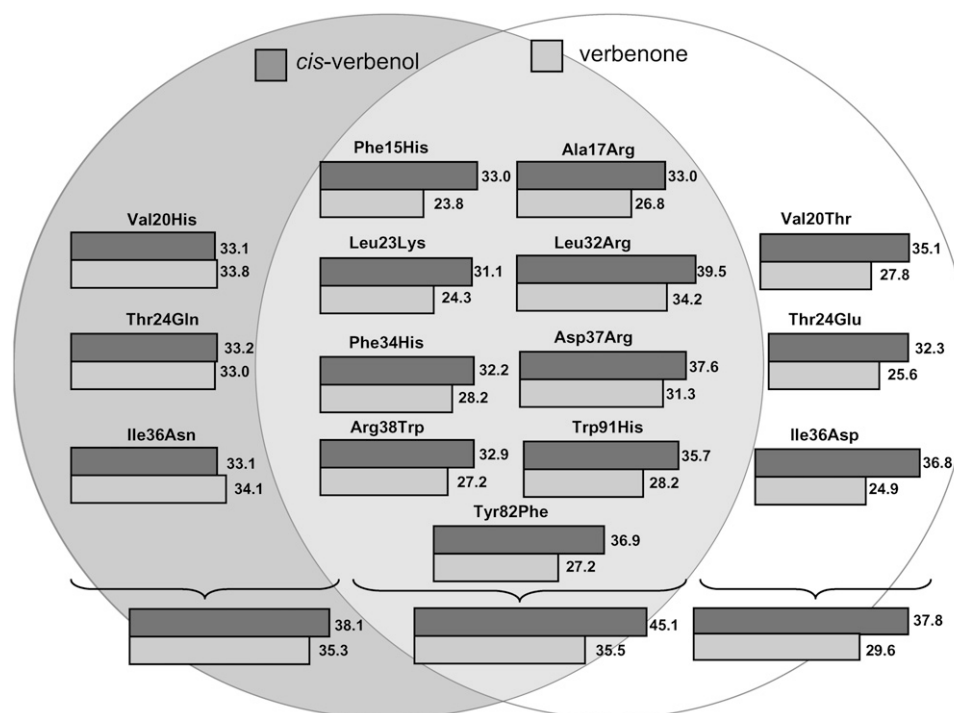 cis-verbenol
verbenone
Phe15His
33.0
23.8
Ala17Arg
33.0
26.8
Val20His
33.1
33.8
Leu23Lys
31.1
24.3
Leu32Arg
39.5
34.2
Val20Thr
35.1
27.8
Thr24Gln
33.2
33.0
Phe34His
32.2
28.2
Asp37Arg
37.6
31.3
Thr24Glu
32.3
25.6
Ile36Asn
33.1
34.1
Arg38Trp
32.9
27.2
Trp91His
35.7
28.2
Ile36Asp
36.8
24.9
Tyr82Phe
36.9
27.2
38.1
35.3
45.1
35.5
37.8
29.6